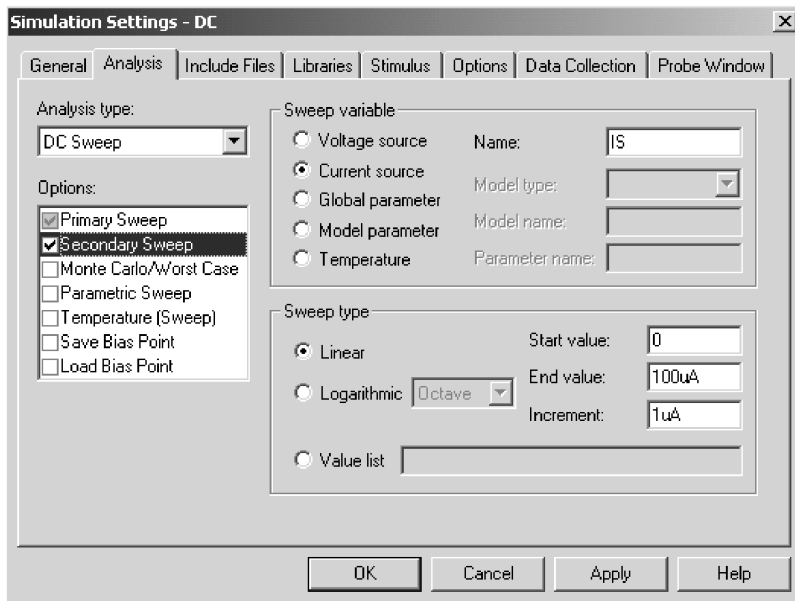 Simulation Settings - DC
General Analysis Include Files Libraries Stimulus Options Data Collection Probe Window
Analysis type:
DC Sweep
Options:
Primary Sweep
Secondary Sweep
Monte Carlo/Worst Case
Parametric Sweep
Temperature (Sweep)
Save Bias Point
Load Bias Point
Sweep variable
Voltage source
Current source
Global parameter
Model parameter
Temperature
Name: IS
Model type:
Model name:
Parameter name:
Sweep type
Linear
Logarithmic Octave
Value list
Start value: 0
End value: 100uA
Increment: 1uA
OK Cancel Apply Help